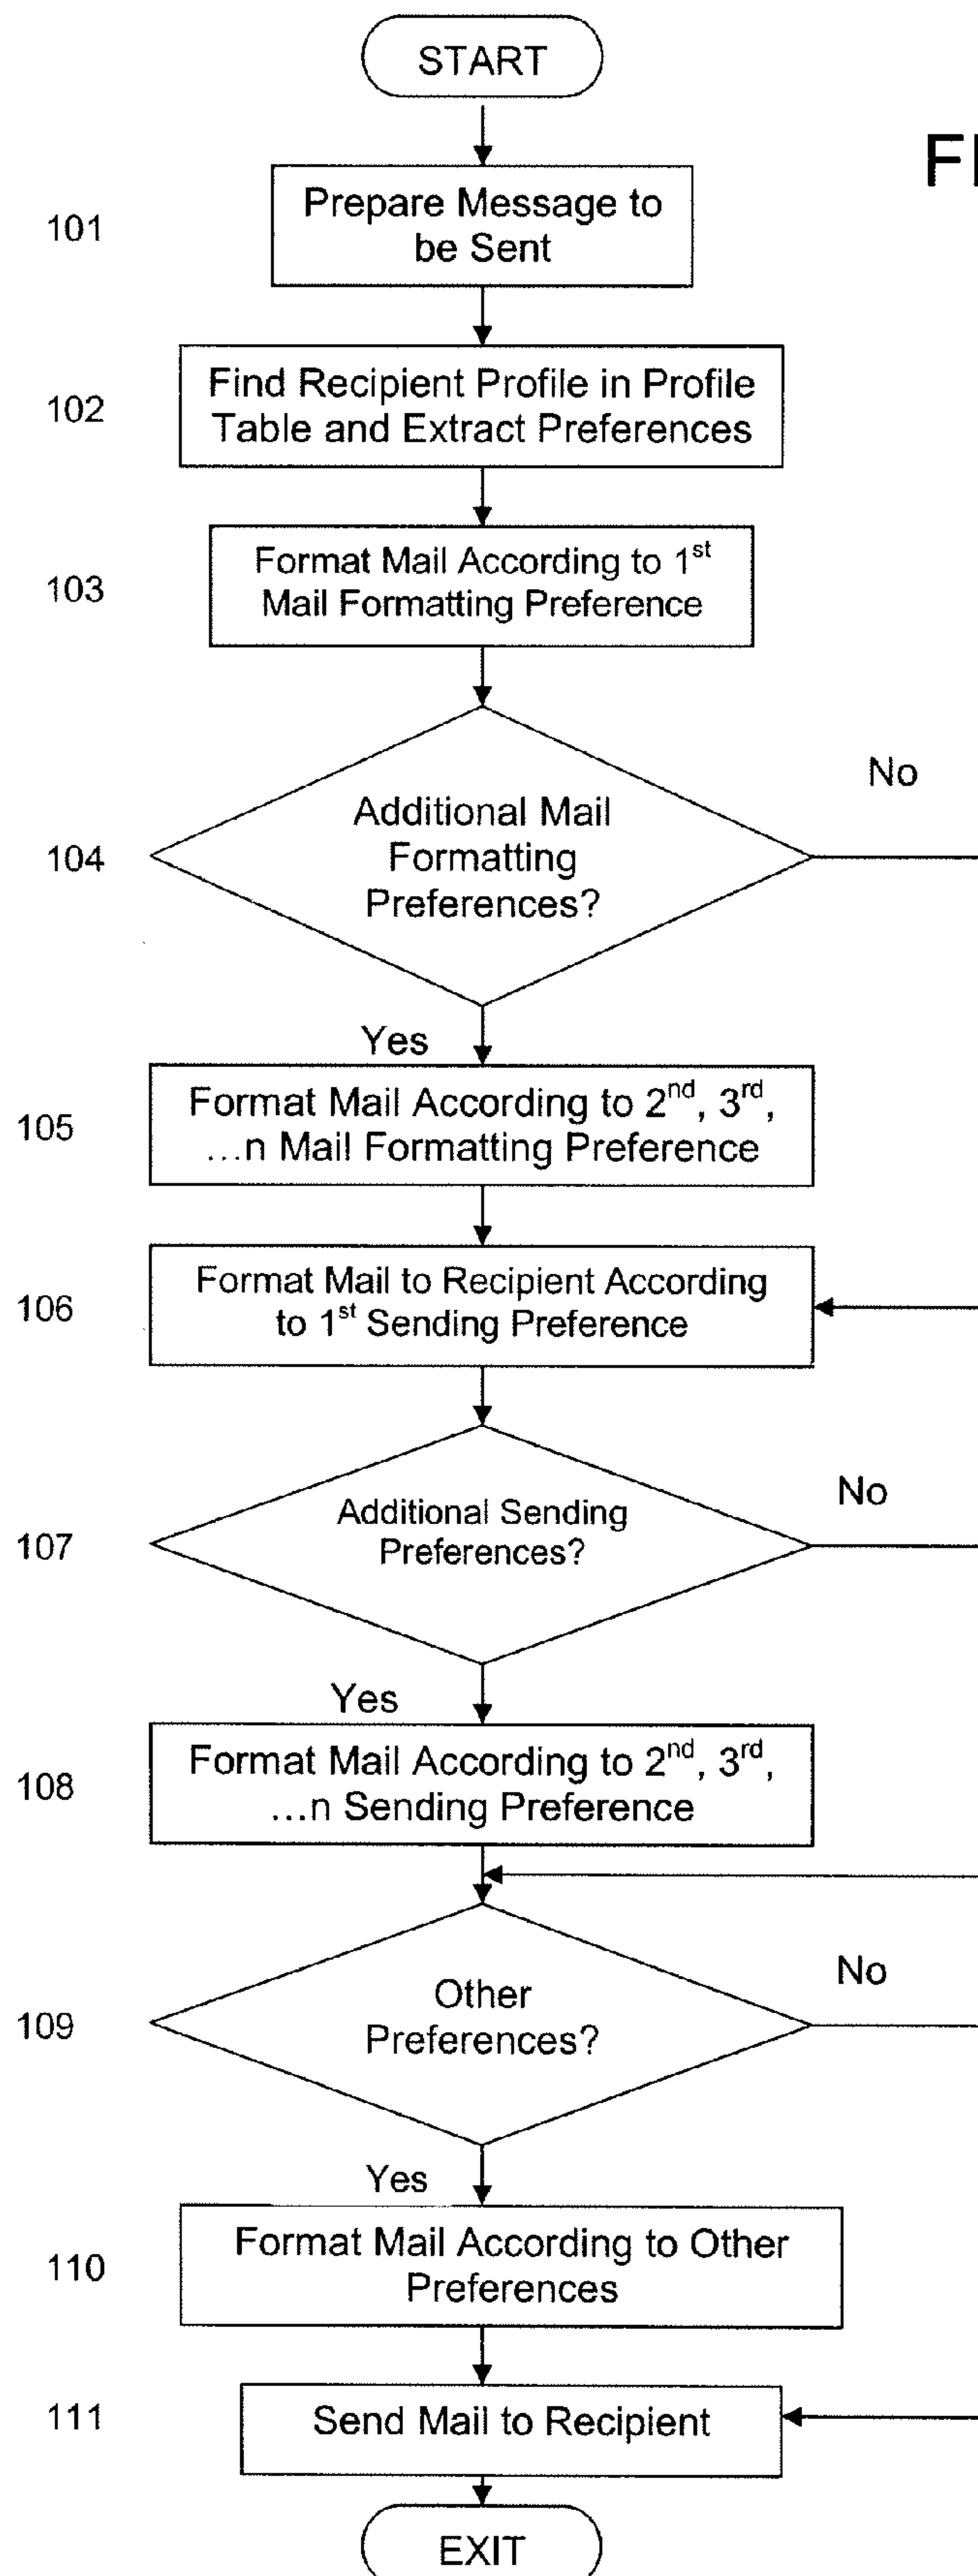 START
FI
101
Prepare Message to
be Sent
102
Find Recipient Profile in Profile
Table and Extract Preferences
103
Format Mail According to 1st
Mail Formatting Preference
104
Additional Mail
Formatting
Preferences?
No
Yes
105
Format Mail According to 2nd, 3rd,
...n Mail Formatting Preference
106
Format Mail to Recipient According
to 1st Sending Preference
107
Additional Sending
Preferences?
No
Yes
108
Format Mail According to 2nd, 3rd,
...n Sending Preference
109
Other
Preferences?
No
Yes
110
Format Mail According to Other
Preferences
111
Send Mail to Recipient
EXIT